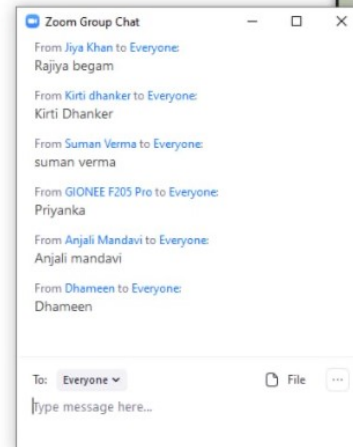 Zoom Group Chat
From Jiya Khan to Everyone:
Rajiya begam
From Kirti dhanker to Everyone:
Kirti Dhanker
From Suman Verma to Everyone:
suman verma
From GIONEE F205 Pro to Everyone:
Priyanka
From Anjali Mandavi to Everyone:
Anjali mandavi
From Dhameen to Everyone:
Dhameen
To: Everyone File ...
Type message here...